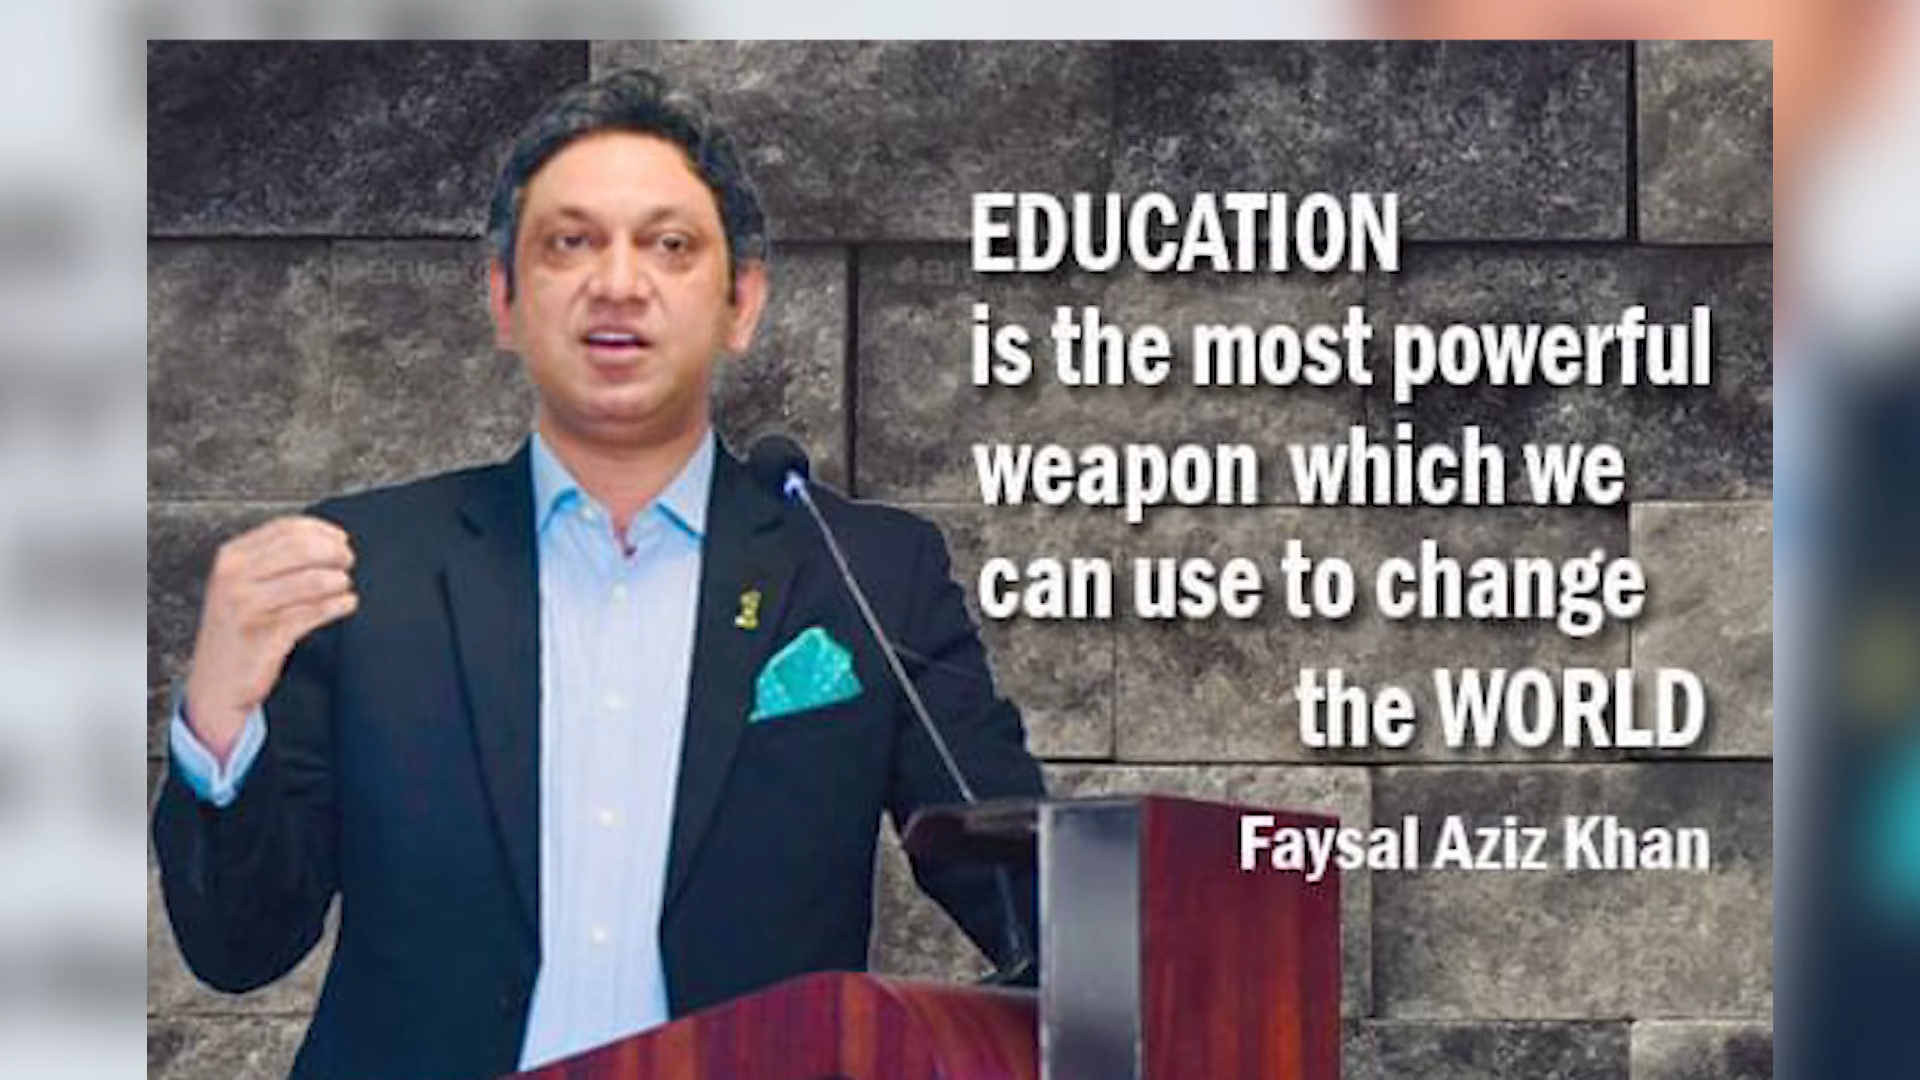 EDUCATION
is the most powerful
weapon which we
can use to change
the WORLD
Faysal Aziz Khan